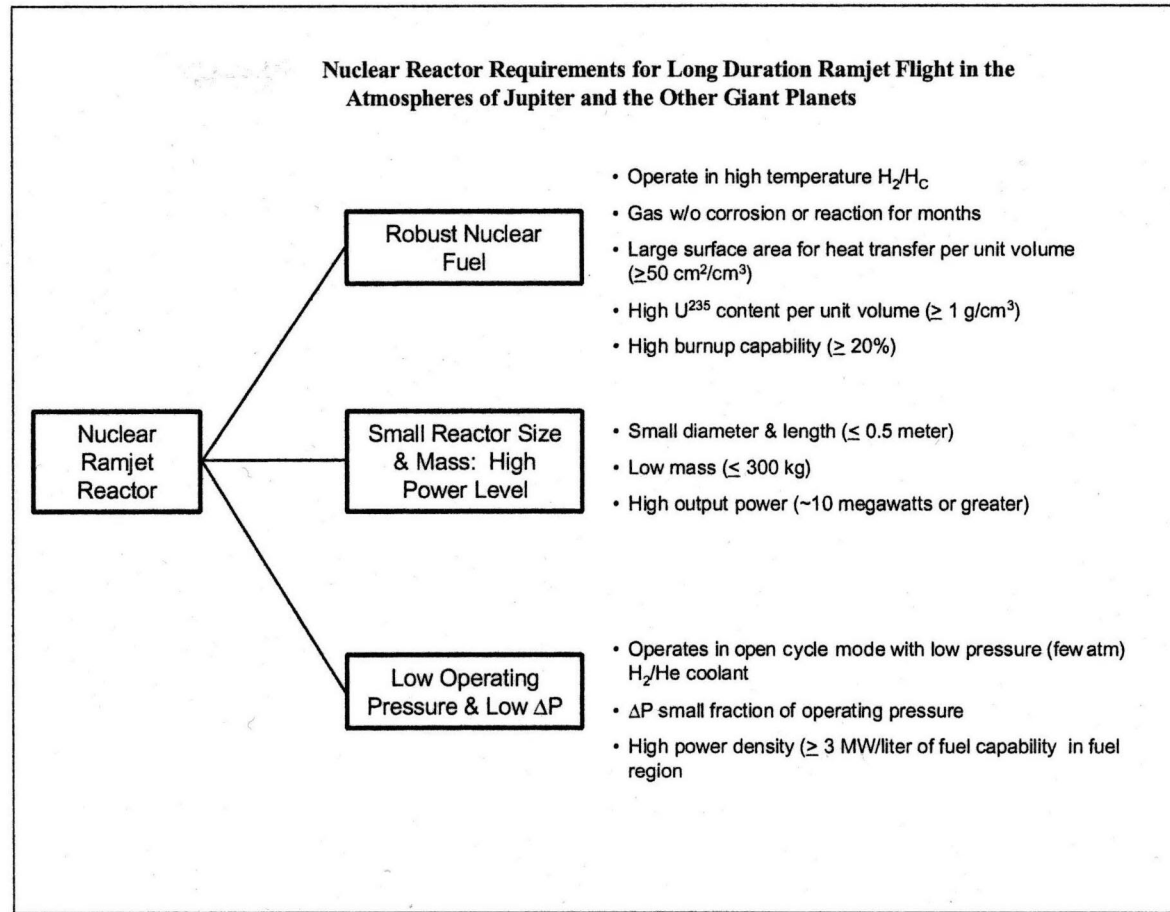 Nuclear Reactor Requirements for Long Duration Ramjet Flight in the
Atmospheres of Jupiter and the Other Giant Planets
Nuclear
Ramjet
Reactor
Robust Nuclear
Fuel
• Operate in high temperature H₂/H_C
• Gas w/o corrosion or reaction for months
• Large surface area for heat transfer per unit volume
(≥50 cm²/cm³)
• High U²³⁵ content per unit volume (≥ 1 g/cm³)
• High burnup capability (≥ 20%)
Small Reactor Size
& Mass: High
Power Level
• Small diameter & length (≤ 0.5 meter)
• Low mass (≤ 300 kg)
• High output power (~10 megawatts or greater)
Low Operating
Pressure & Low ΔP
• Operates in open cycle mode with low pressure (few atm)
H₂/He coolant
• ΔP small fraction of operating pressure
• High power density (≥ 3 MW/liter of fuel capability in fuel
region